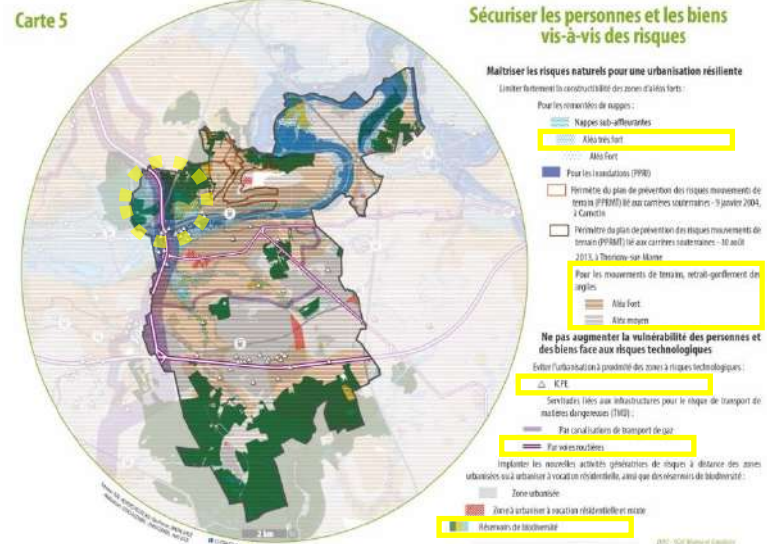 Carte 5
Sécuriser les personnes et les biens
vis-à-vis des risques
Maîtriser les risques naturels pour une urbanisation résiliente
Limiter fortement la constructibilité des zones d'aléos forts :
Pour les remontées de nappes :
Nappes sub-affleurantes
Aléa très fort
Aléa Fort
Pour les inondations (PPRI)
Périmètre du plan de prévention des risques mouvements de
terrain (PPRMT) lié aux carrières souterraines - 9 janvier 2004,
à Carnetin
Périmètre du plan de prévention des risques mouvements de
terrain (PPRMT) lié aux carrières souterraines - 30 août
2013, à Thorigny-sur-Marne
Pour les mouvements de terrains, retrait-gonflement des
argiles
Aléa Fort
Aléa moyen
Ne pas augmenter la vulnérabilité des personnes et
des biens face aux risques technologiques
Eviter l'urbanisation à proximité des zones à risques technologiques :
ICPE
Servitudes liées aux infrastructures pour le risque de transport de
matières dangereuses (TMD) :
Par canalisations de transport de gaz
Par voies routières
Implanter les nouvelles activités génératrices de risques à distance des zones
urbanisées ou à urbaniser à vocation résidentielle, ainsi que des réservoirs de biodiversité :
Zone urbanisée
Zone à urbaniser à vocation résidentielle et mixte
Réservoirs de biodiversité
2 km